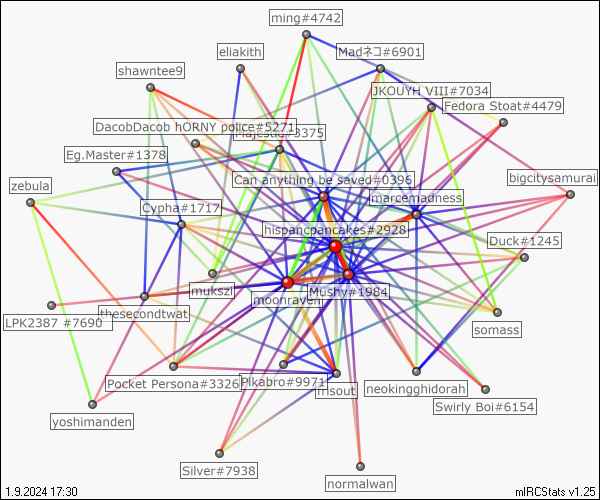 ming#4742
eliakith
Madネコ#6901
shawntee9
JKOUYH VIII#7034
Fedora Stoat#4479
DacobDacob hORNY police#5271
Majestic#3375
Eg.Master#1378
Can anything be saved#0396
bigcitysamurai
zebula
marcemadness
Cypha#1717
hispancpancakes#2928
Duck#1245
mukszi
Mushy#1984
moonraven
thesecondtwat
LPK2387 #7690
somass
Pocket Persona#3326
Pikabro#9971
frisout
neokingghidorah
Swirly Boi#6154
yoshimanden
Silver#7938
normalwan
1.9.2024 17:30
mIRCStats v1.25